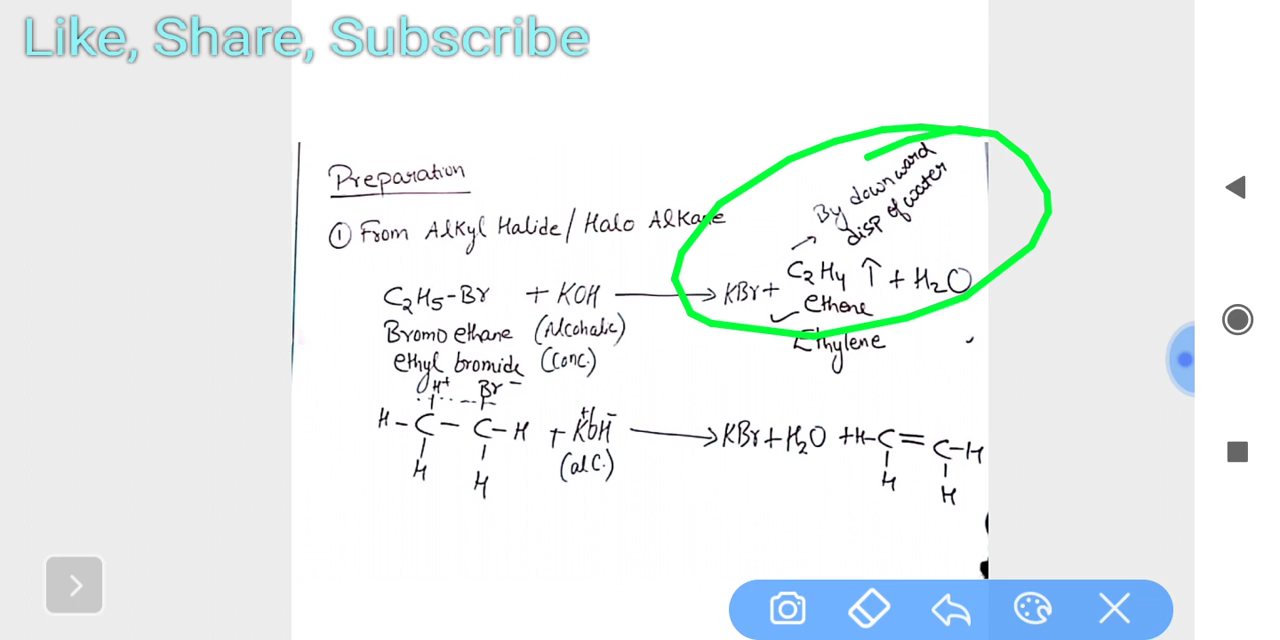 Like, Share, Subscribe
Preparation
① From Alkyl Halide / Halo Alkane
By downward
disp of water
C₂H₅-Br + KOH → KBr + C₂H₄ ↑ + H₂O
Bromo ethane (Alcoholic) ethene
ethyl bromide (Conc.) Ethylene
H⁺ Br⁻
H-C-C-H + K⁺OH⁻ → KBr + H₂O + H-C=C-H
H H (alc.) H H